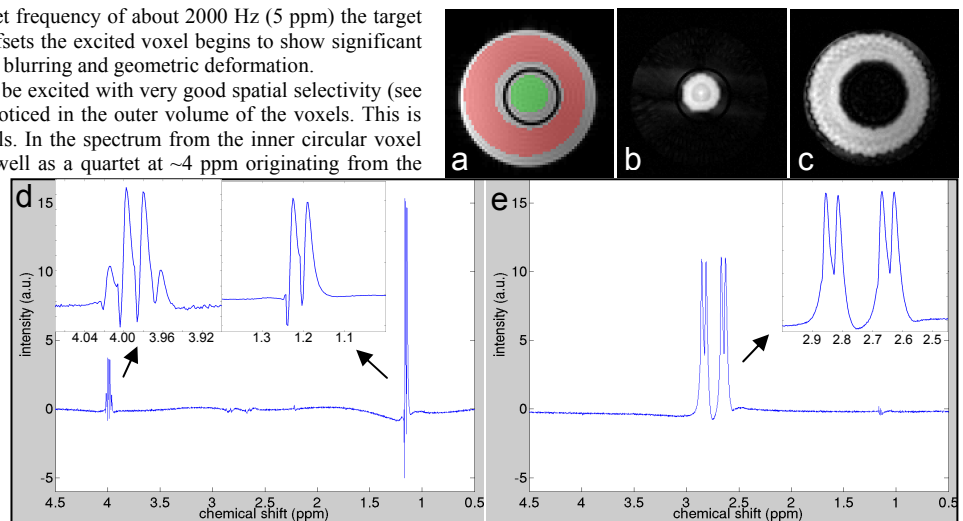 et frequency of about 2000 Hz (5 ppm) the target
fsets the excited voxel begins to show significant
blurring and geometric deformation.
be excited with very good spatial selectivity (see
oticed in the outer volume of the voxels. This is
ls. In the spectrum from the inner circular voxel
well as a quartet at ~4 ppm originating from the
a
b
c
d
15
10
5
0
-5
intensity (a.u.)
4.04 4.00 3.96 3.92
1.3 1.2 1.1
4.5 4 3.5 3 2.5 2 1.5 1 0.5
chemical shift (ppm)
e
15
10
5
0
-5
intensity (a.u.)
2.9 2.8 2.7 2.6 2.5
4.5 4 3.5 3 2.5 2 1.5 1 0.5
chemical shift (ppm)